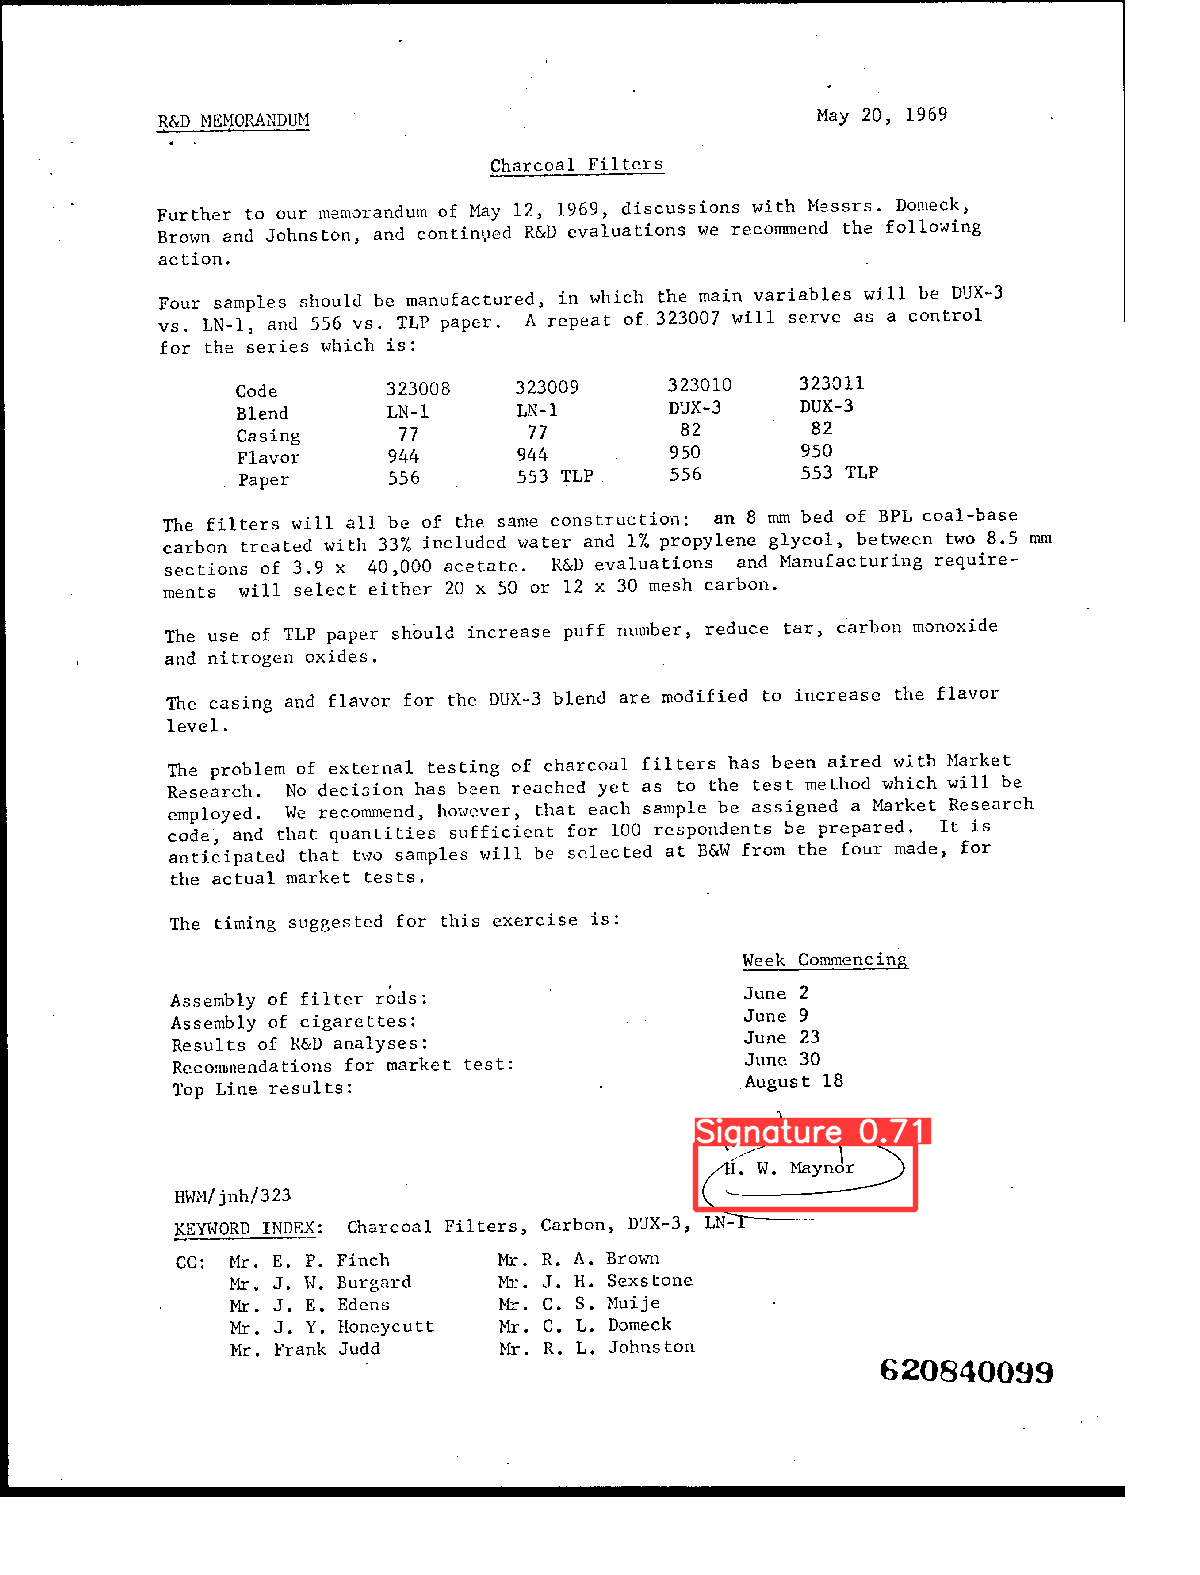 R&D MEMORANDUM May 20, 1969
Charcoal Filters
Further to our memorandum of May 12, 1969, discussions with Messrs. Domeck,
Brown and Johnston, and continued R&D evaluations we recommend the following
action.
Four samples should be manufactured, in which the main variables will be DUX-3
vs. LN-1, and 556 vs. TLP paper. A repeat of 323007 will serve as a control
for the series which is:
Code 323008 323009 323010 323011
Blend LN-1 LN-1 DUX-3 DUX-3
Casing 77 77 82 82
Flavor 944 944 950 950
Paper 556 553 TLP 556 553 TLP
The filters will all be of the same construction: an 8 mm bed of BPL coal-base
carbon treated with 33% included water and 1% propylene glycol, between two 8.5 mm
sections of 3.9 x 40,000 acetate. R&D evaluations and Manufacturing require-
ments will select either 20 x 50 or 12 x 30 mesh carbon.
The use of TLP paper should increase puff number, reduce tar, carbon monoxide
and nitrogen oxides.
The casing and flavor for the DUX-3 blend are modified to increase the flavor
level.
The problem of external testing of charcoal filters has been aired with Market
Research. No decision has been reached yet as to the test method which will be
employed. We recommend, however, that each sample be assigned a Market Research
code, and that quantities sufficient for 100 respondents be prepared. It is
anticipated that two samples will be selected at B&W from the four made, for
the actual market tests.
The timing suggested for this exercise is:
Week Commencing
Assembly of filter rods: June 2
Assembly of cigarettes: June 9
Results of R&D analyses: June 23
Recommendations for market test: June 30
Top Line results: August 18
Signature 0.71
H. W. Maynor
HWM/jnh/323
KEYWORD INDEX: Charcoal Filters, Carbon, DUX-3, LN-1
CC: Mr. E. P. Finch Mr. R. A. Brown
Mr. J. W. Burgard Mr. J. H. Sexstone
Mr. J. E. Edens Mr. C. S. Muije
Mr. J. Y. Honeycutt Mr. C. L. Domeck
Mr. Frank Judd Mr. R. L. Johnston
620840099